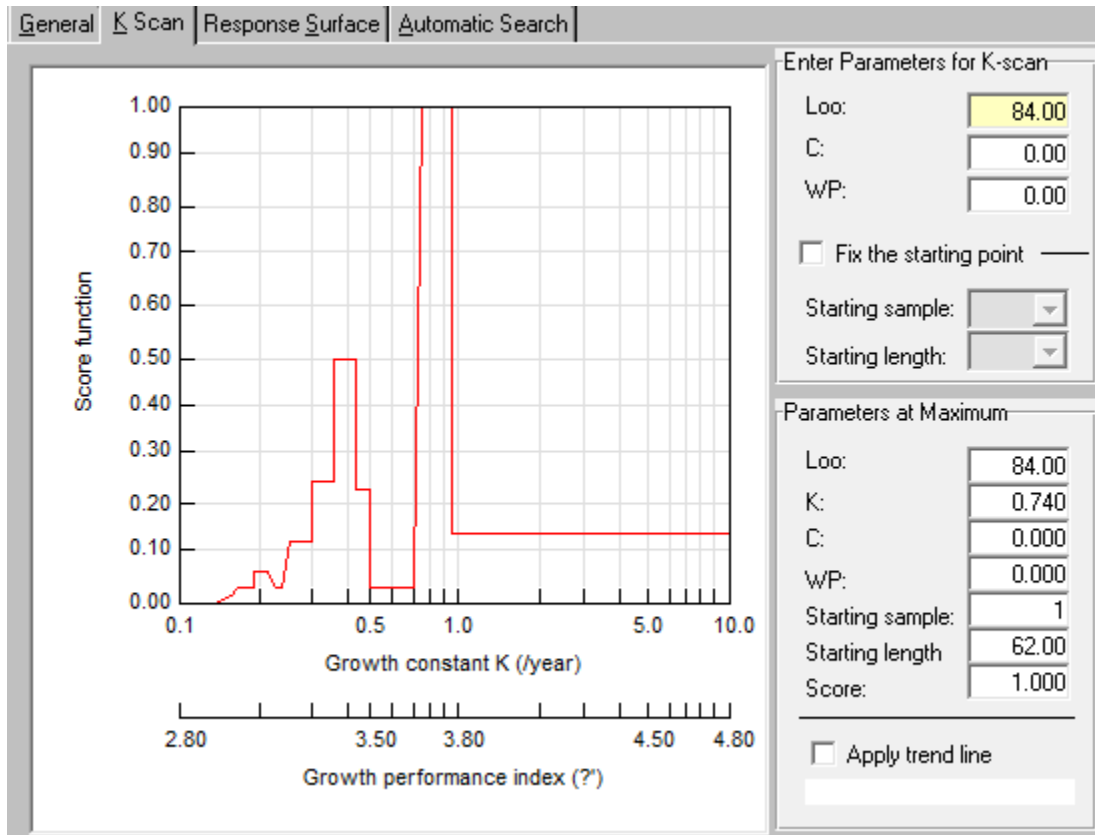 General K Scan Response Surface Automatic Search
1.00
0.90
0.80
0.70
0.60
0.50
0.40
0.30
0.20
0.10
0.00
Score function
0.1 0.5 1.0 5.0 10.0
Growth constant K (/year)
2.80 3.50 3.80 4.50 4.80
Growth performance index (?')
Enter Parameters for K-scan
Loo: 84.00
C: 0.00
WP: 0.00
Fix the starting point
Starting sample:
Starting length:
Parameters at Maximum
Loo: 84.00
K: 0.740
C: 0.000
WP: 0.000
Starting sample: 1
Starting length 62.00
Score: 1.000
Apply trend line